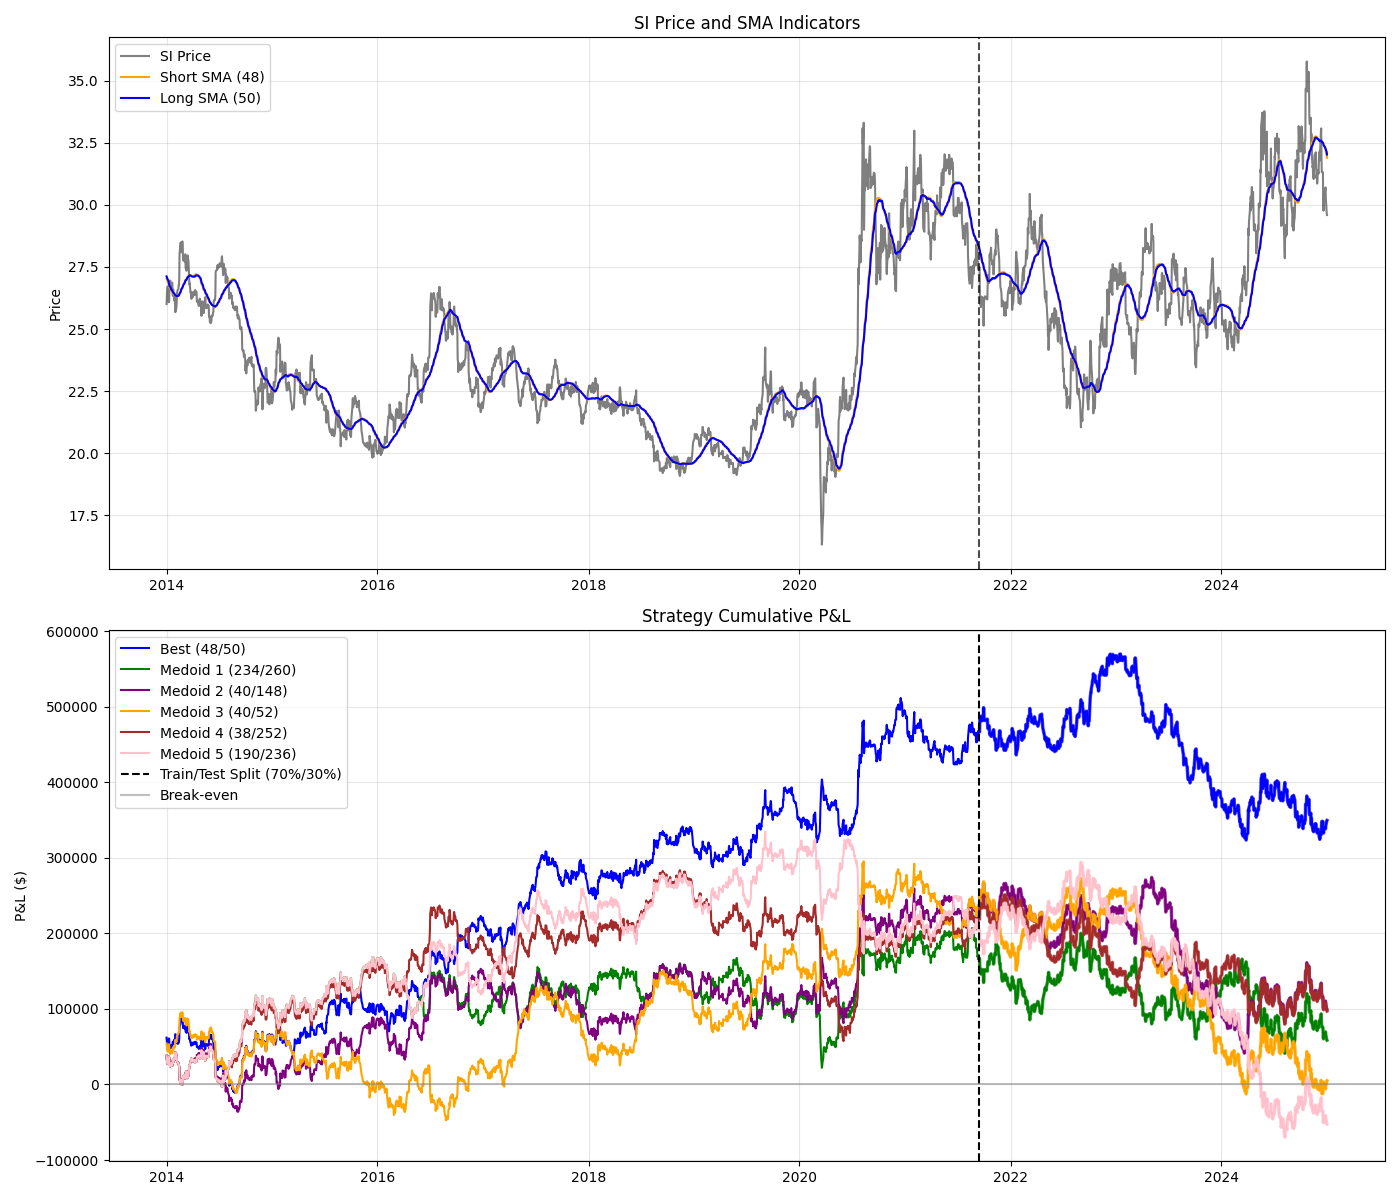 SI Price and SMA Indicators
SI Price
Short SMA (48)
Long SMA (50)
Price
35.0
32.5
30.0
27.5
25.0
22.5
20.0
17.5
2014
2016
2018
2020
2022
2024
Strategy Cumulative P&L
Best (48/50)
Medoid 1 (234/260)
Medoid 2 (40/148)
Medoid 3 (40/52)
Medoid 4 (38/252)
Medoid 5 (190/236)
Train/Test Split (70%/30%)
Break-even
P&L ($)
600000
500000
400000
300000
200000
100000
0
−100000
2014
2016
2018
2020
2022
2024